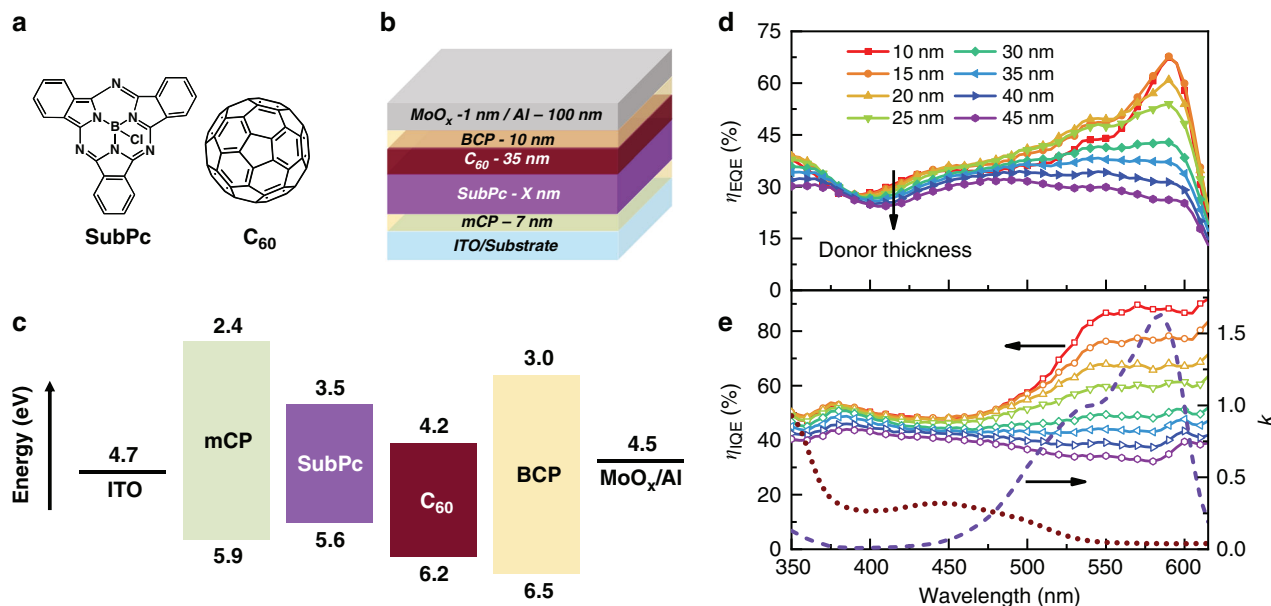 a
N
N
N
B
N
Cl
N
N
N
SubPc
C60
b
MoOx -1 nm / Al – 100 nm
BCP - 10 nm
C60 - 35 nm
SubPc - X nm
mCP – 7 nm
ITO/Substrate
c
Energy (eV)
4.7
ITO
2.4
mCP
5.9
3.5
SubPc
5.6
4.2
C60
6.2
3.0
BCP
6.5
4.5
MoOx/Al
d
ηEQE (%)
75
60
45
30
15
0
10 nm
15 nm
20 nm
25 nm
30 nm
35 nm
40 nm
45 nm
Donor thickness
e
ηIQE (%)
80
60
40
20
0
1.5
1.0
0.5
0.0
k
350 400 450 500 550 600
Wavelength (nm)